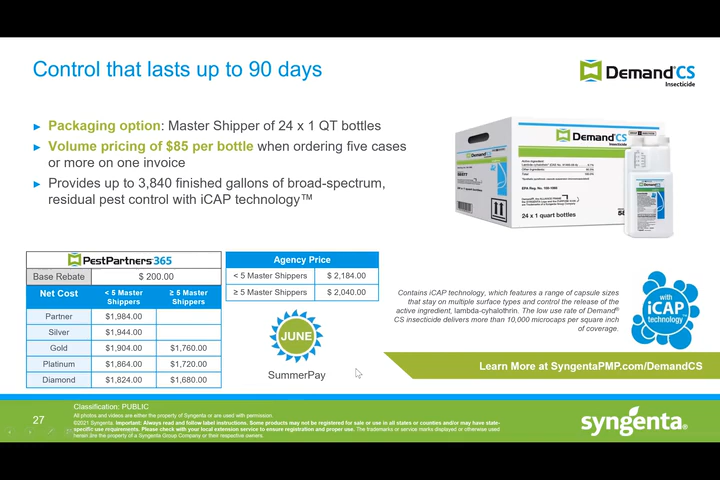 Control that lasts up to 90 days
Demand® CS
Insecticide
► Packaging option: Master Shipper of 24 x 1 QT bottles
► Volume pricing of $85 per bottle when ordering five cases
or more on one invoice
► Provides up to 3,840 finished gallons of broad-spectrum,
residual pest control with iCAP technology™
Demand®CS
Insecticide
24 x 1 quart bottles
PestPartners 365
Base Rebate $ 200.00
Net Cost < 5 Master Shippers ≥ 5 Master Shippers
Partner $1,984.00
Silver $1,944.00
Gold $1,904.00 $1,760.00
Platinum $1,864.00 $1,720.00
Diamond $1,824.00 $1,680.00
Agency Price
< 5 Master Shippers $ 2,184.00
≥ 5 Master Shippers $ 2,040.00
JUNE
SummerPay
Contains iCAP technology, which features a range of capsule sizes
that stay on multiple surface types and control the release of the
active ingredient, lambda-cyhalothrin. The low use rate of Demand®
CS insecticide delivers more than 10,000 microcaps per square inch
of coverage.
with
iCAP
technology
Learn More at SyngentaPMP.com/DemandCS
27
Classification: PUBLIC
All photos and videos are either the property of Syngenta or are used with permission.
©2021 Syngenta. Important: Always read and follow label instructions. Some products may not be registered for sale or use in all states or counties and/or may have state-
specific use requirements. Please check with your local extension service to ensure registration and proper use. The trademarks or service marks displayed or otherwise used
herein are the property of a Syngenta Group Company or their respective owners.
syngenta®